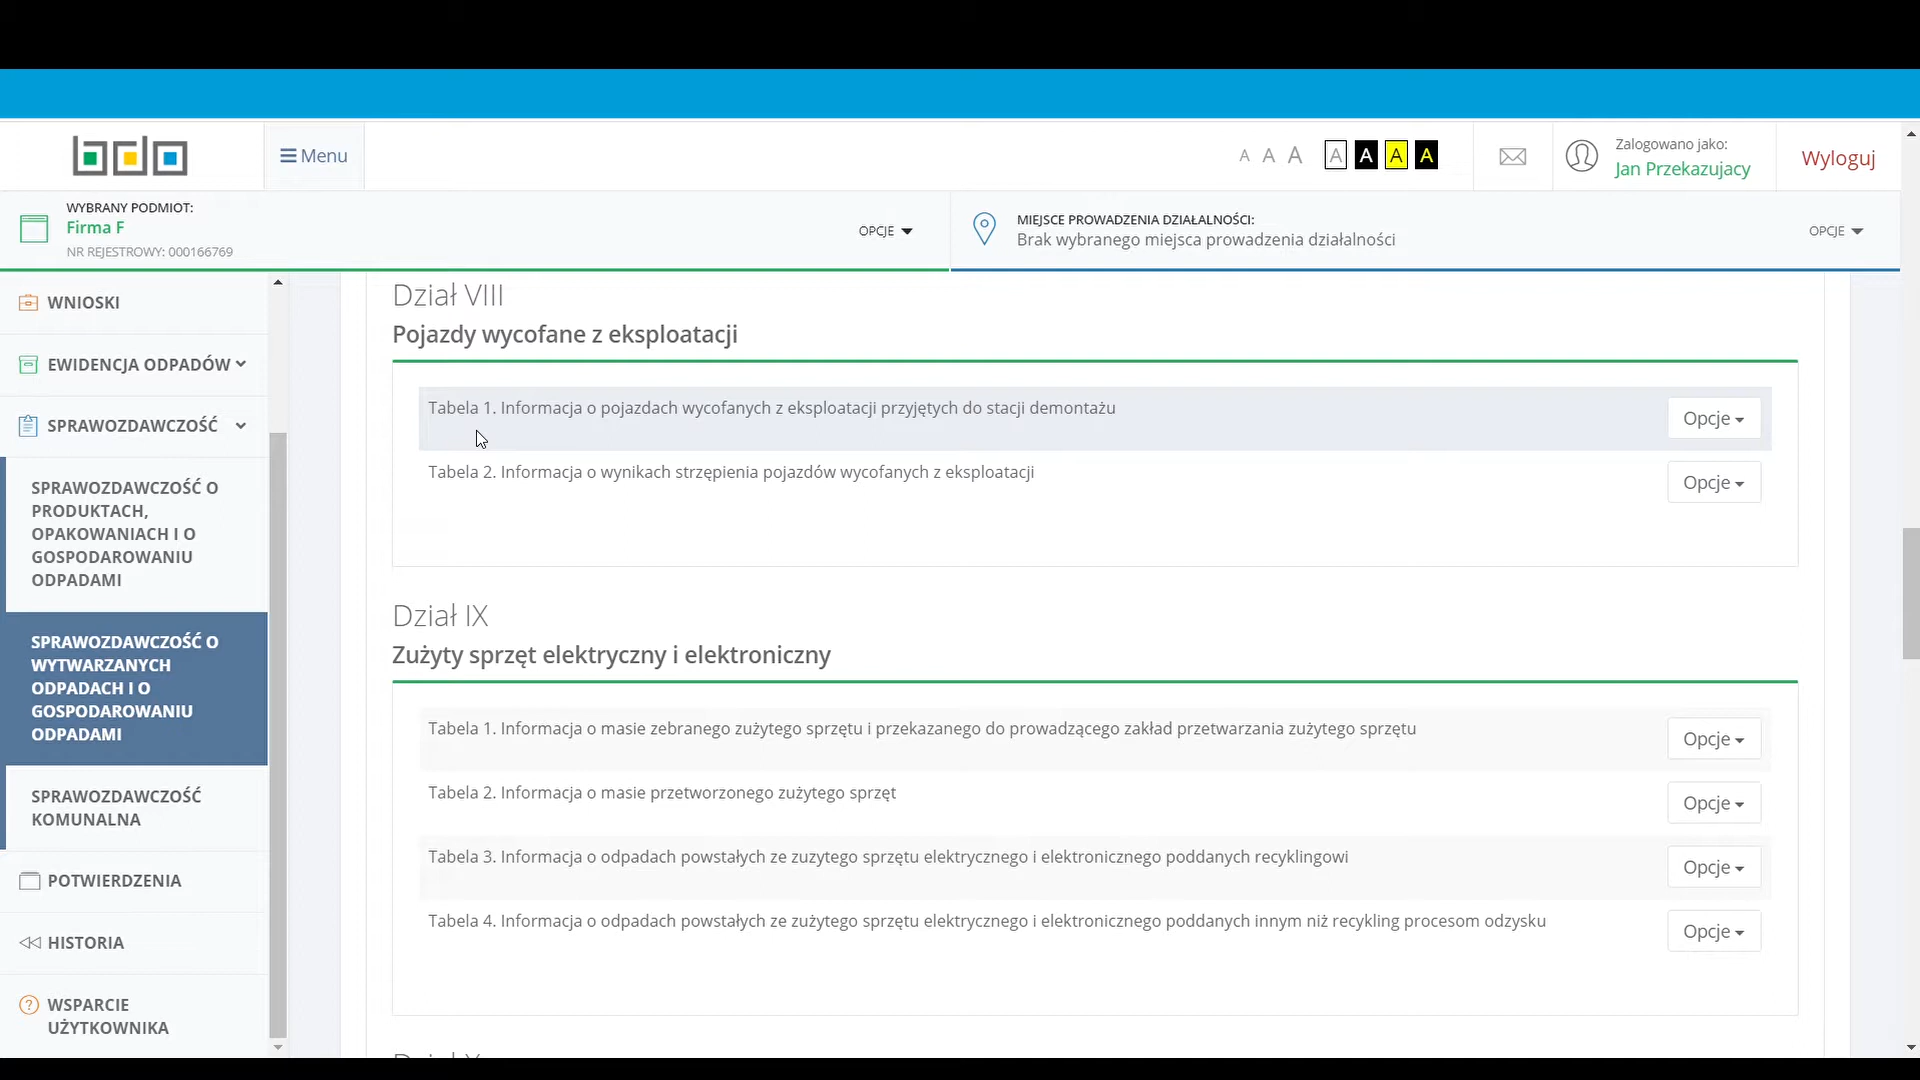 bdo
Menu
A A A A A A A
Zalogowano jako:
Jan Przekazujacy
Wyloguj
WYBRANY PODMIOT:
Firma F
NR REJESTROWY: 000166769
OPCJE
MIEJSCE PROWADZENIA DZIAŁALNOŚCI:
Brak wybranego miejsca prowadzenia działalności
OPCJE
WNIOSKI
EWIDENCJA ODPADÓW
SPRAWOZDAWCZOŚĆ
SPRAWOZDAWCZOŚĆ O
PRODUKTACH,
OPAKOWANIACH I O
GOSPODAROWANIU
ODPADAMI
SPRAWOZDAWCZOŚĆ O
WYTWARZANYCH
ODPADACH I O
GOSPODAROWANIU
ODPADAMI
SPRAWOZDAWCZOŚĆ
KOMUNALNA
POTWIERDZENIA
HISTORIA
WSPARCIE
UŻYTKOWNIKA
Dział VIII
Pojazdy wycofane z eksploatacji
Tabela 1. Informacja o pojazdach wycofanych z eksploatacji przyjętych do stacji demontażu
Opcje
Tabela 2. Informacja o wynikach strzępienia pojazdów wycofanych z eksploatacji
Opcje
Dział IX
Zużyty sprzęt elektryczny i elektroniczny
Tabela 1. Informacja o masie zebranego zużytego sprzętu i przekazanego do prowadzącego zakład przetwarzania zużytego sprzętu
Opcje
Tabela 2. Informacja o masie przetworzonego zużytego sprzęt
Opcje
Tabela 3. Informacja o odpadach powstałych ze zuzytego sprzętu elektrycznego i elektronicznego poddanych recyklingowi
Opcje
Tabela 4. Informacja o odpadach powstałych ze zużytego sprzętu elektrycznego i elektronicznego poddanych innym niż recykling procesom odzysku
Opcje